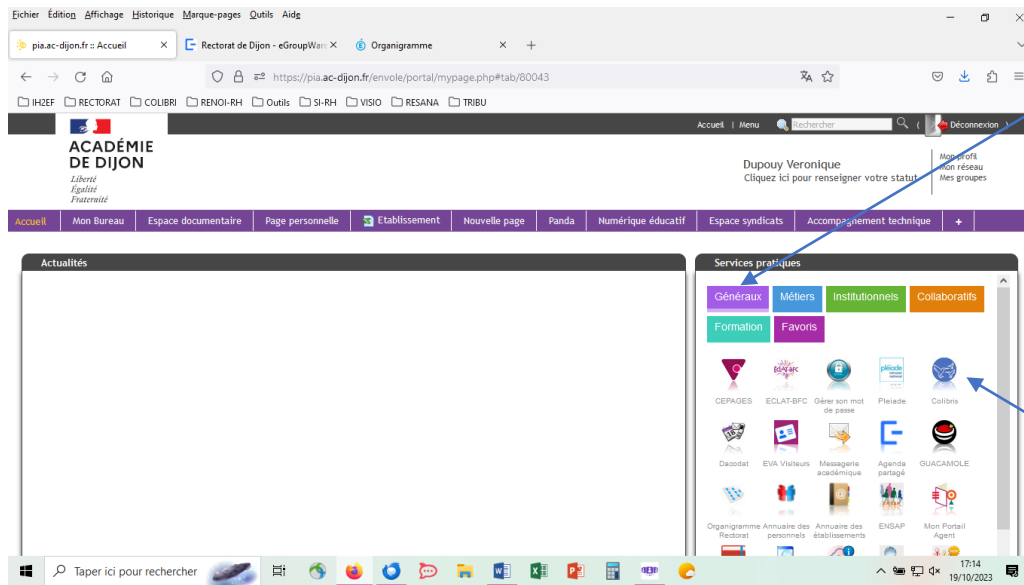 Fichier Édition Affichage Historique Marque-pages Outils Aide
pia.ac-dijon.fr :: Accueil
Rectorat de Dijon - eGroupWare
Organigramme
https://pia.ac-dijon.fr/envole/portal/mypage.php#tab/80043
IH2EF RECTORAT COLIBRI RENOI-RH Outils SI-RH VISIO RESANA TRIBU
Accueil | Menu Rechercher ( Déconnexion )
ACADÉMIE
DE DIJON
Liberté
Égalité
Fraternité
Dupouy Veronique
Cliquez ici pour renseigner votre statut
Mon profil
Mon réseau
Mes groupes
Accueil Mon Bureau Espace documentaire Page personnelle Etablissement Nouvelle page Panda Numérique éducatif Espace syndicats Accompagnement technique +
Actualités
Services pratiques
Généraux Métiers Institutionnels Collaboratifs
Formation Favoris
CEPAGES ECLAT-BFC Gérer son mot de passe Pleiade Colibris
Dacodat EVA Visiteurs Messagerie académique Agenda partagé GUACAMOLE
Organigramme Rectorat Annuaire des personnels Annuaire des établissements ENSAP Mon Portail Agent
Taper ici pour rechercher
17:14
19/10/2023